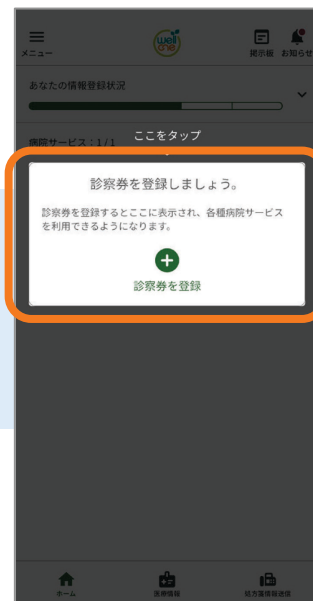 well
one
メニュー
掲示板 お知らせ
あなたの情報登録状況
病院サービス：1/1
ここをタップ
診察券を登録しましょう。
診察券を登録するとここに表示され、各種病院サービス
を利用できるようになります。
診察券を登録
ホーム
医療情報
処方箋情報送信